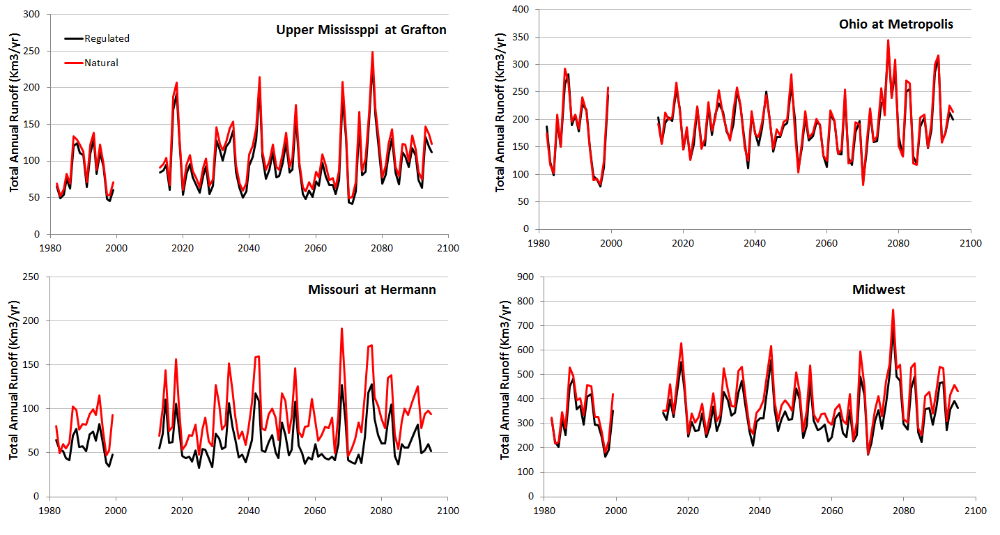 Upper Missisppi at Grafton
Regulated
Natural
Total Annual Runoff (Km3/yr)
300
250
200
150
100
50
0
1980 2000 2020 2040 2060 2080 2100
Ohio at Metropolis
Total Annual Runoff (Km3/yr)
400
350
300
250
200
150
100
50
0
1980 2000 2020 2040 2060 2080 2100
Missouri at Hermann
Total Annual Runoff (Km3/yr)
250
200
150
100
50
0
1980 2000 2020 2040 2060 2080 2100
Midwest
Total Annual Runoff (Km3/yr)
900
800
700
600
500
400
300
200
100
0
1980 2000 2020 2040 2060 2080 2100